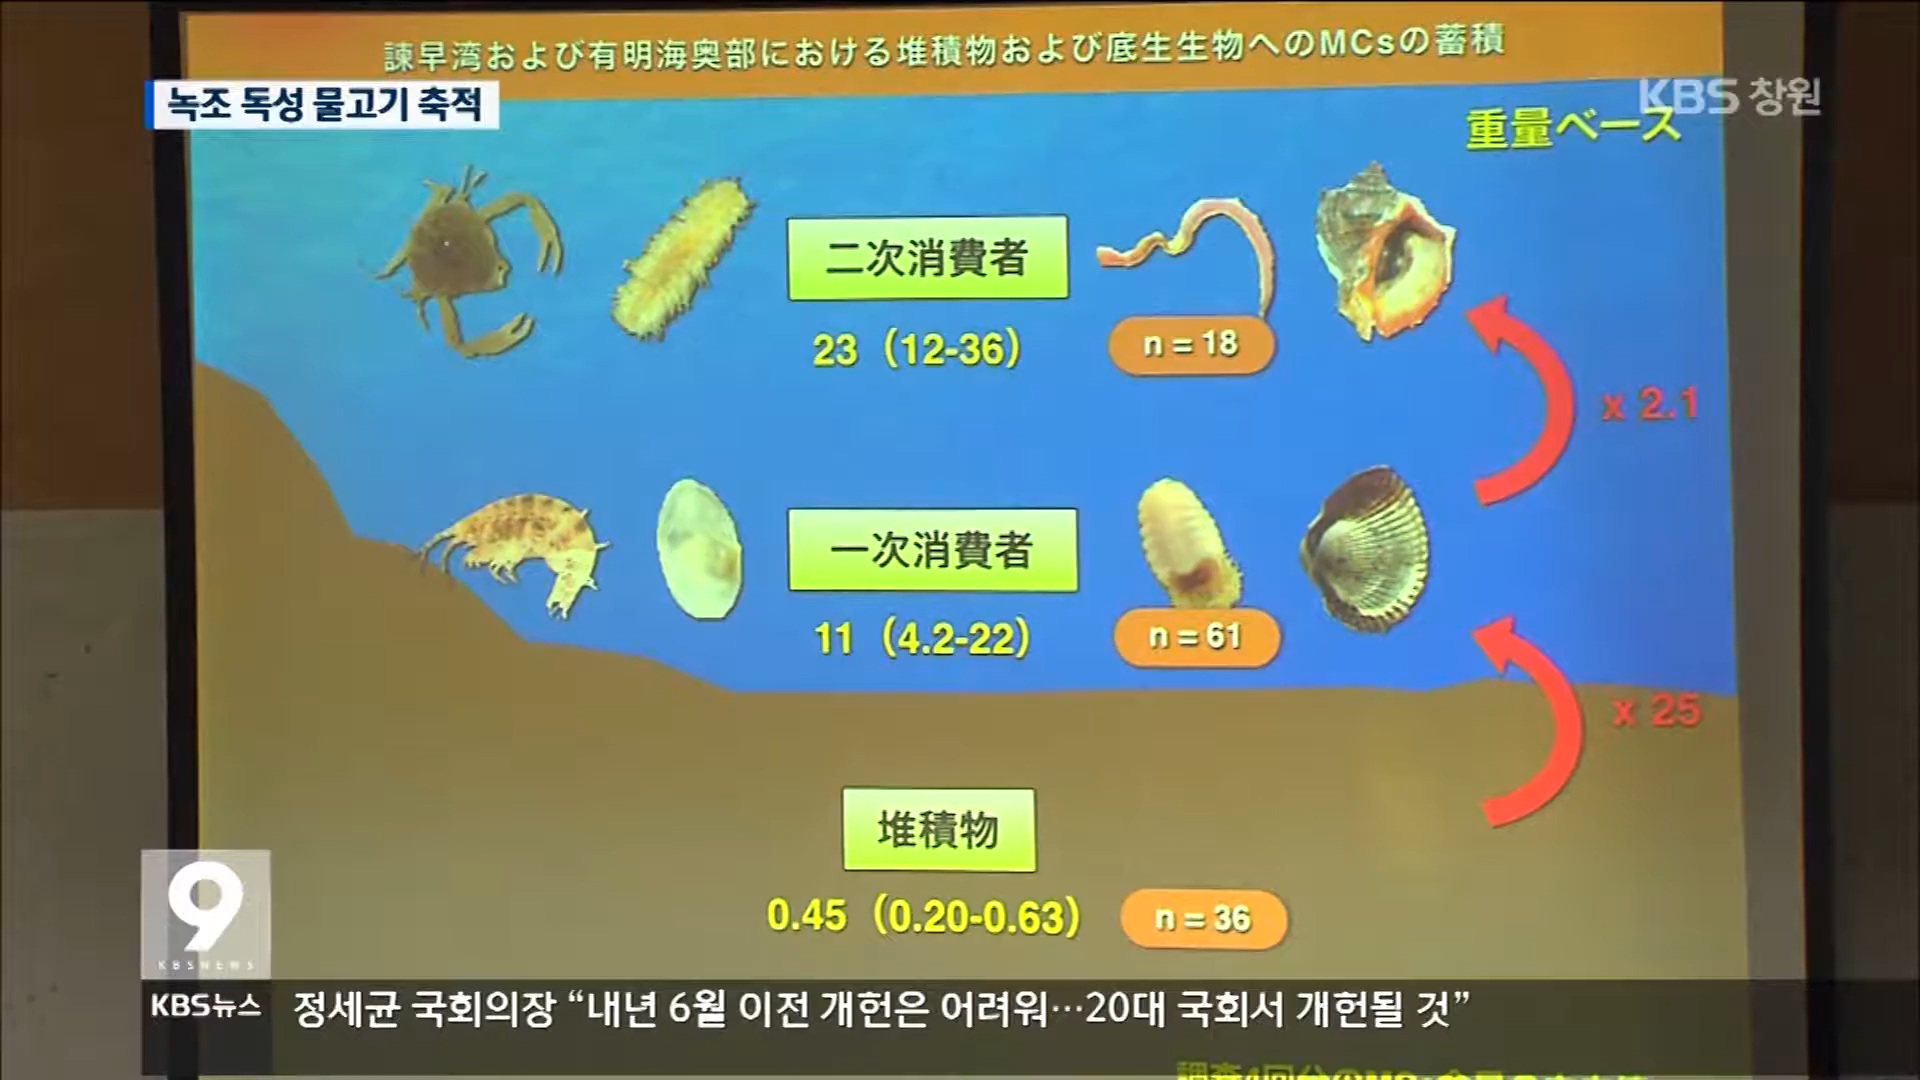 諫早湾および有明海奥部における堆積物および底生生物へのMCsの蓄積
녹조 독성 물고기 축적
KBS 창원
重量ベース
二次消費者
23（12-36）
n = 18
x 2.1
一次消費者
11（4.2-22）
n = 61
x 25
堆積物
0.45（0.20-0.63）
n = 36
9
KBS NEWS
KBS뉴스
정세균 국회의장 “내년 6월 이전 개헌은 어려워…20대 국회서 개헌될 것”